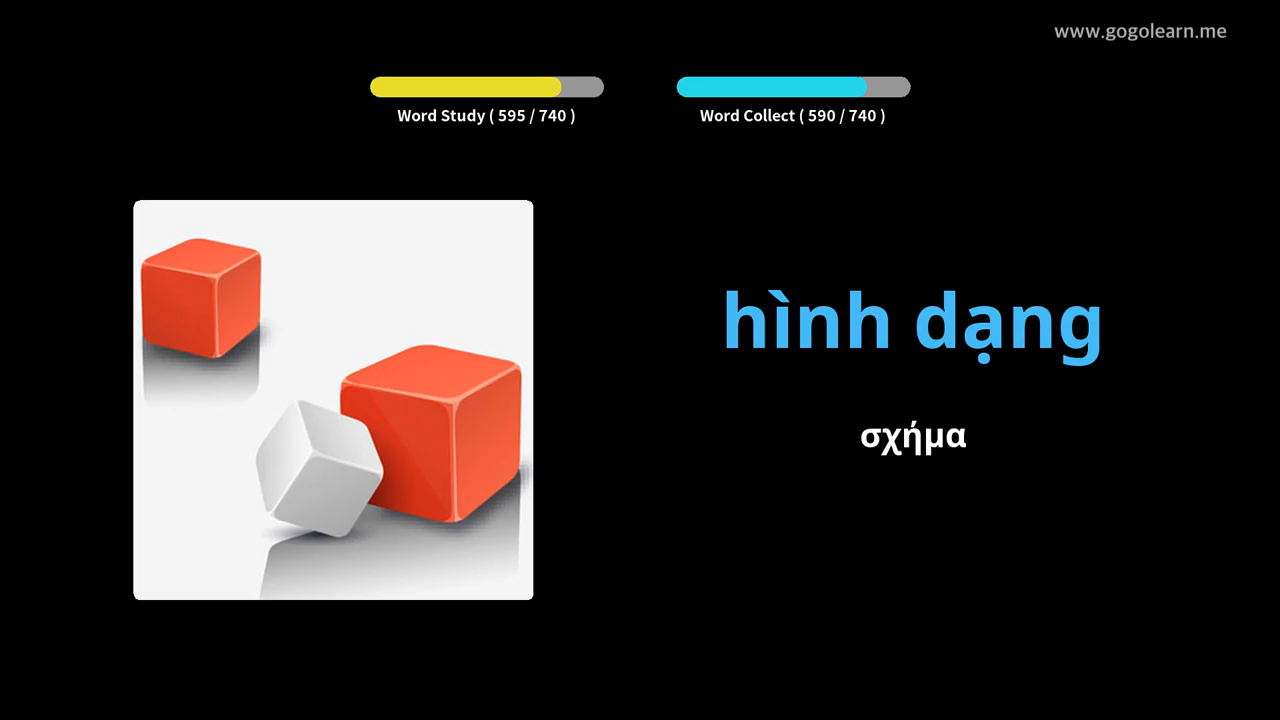 www.gogolearn.me
Word Study ( 595 / 740 )
Word Collect ( 590 / 740 )
hình dạng
σχήμα